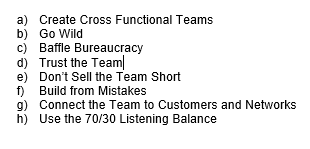 a) Create Cross Functional Teams
b) Go Wild
c) Baffle Bureaucracy
d) Trust the Team
e) Don't Sell the Team Short
f) Build from Mistakes
g) Connect the Team to Customers and Networks
h) Use the 70/30 Listening Balance